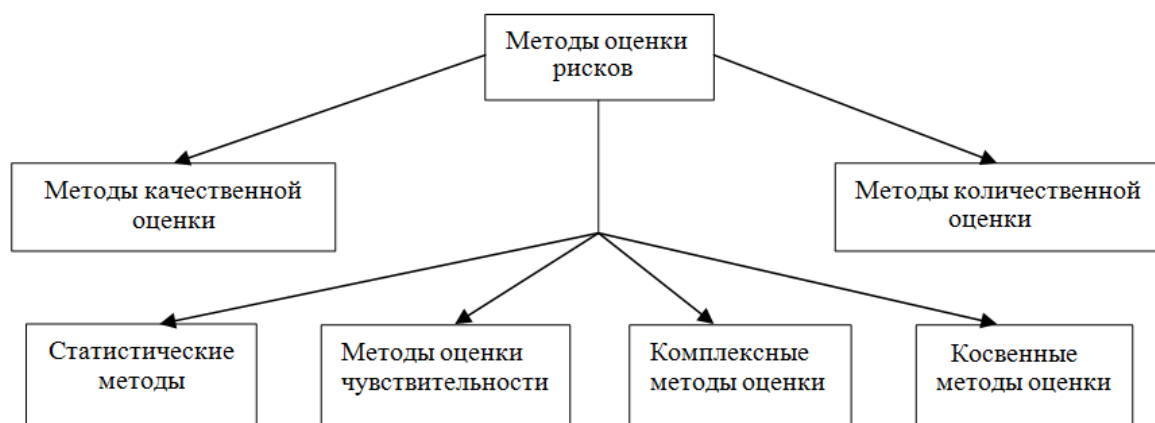 Методы оценки
рисков
Методы качественной
оценки
Методы количественной
оценки
Статистические
методы
Методы оценки
чувствительности
Комплексные
методы оценки
Косвенные
методы оценки